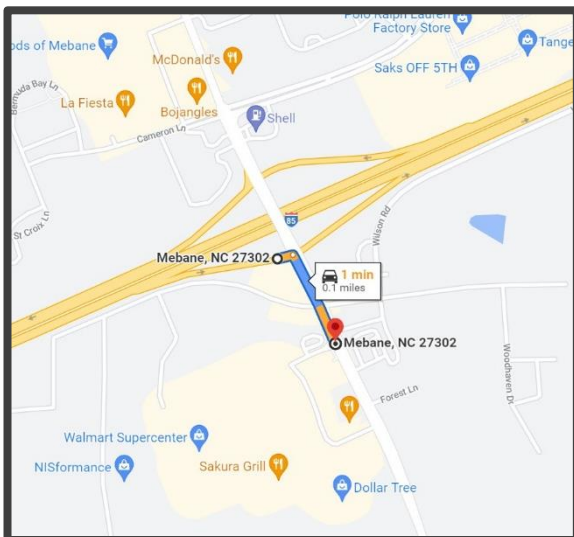 Polo Ralph Lauren
Factory Store
ods of Mebane
Tange
McDonald's
Saks OFF 5TH
Bermuda Bay Ln
La Fiesta
Bojangles
Shell
Cameron Ln
St Croix Ln
85
Wilson Rd
Mebane, NC 27302
1 min
0.1 miles
Mebane, NC 27302
Woodhaven Dr
Forest Ln
Walmart Supercenter
NISformance
Sakura Grill
Dollar Tree